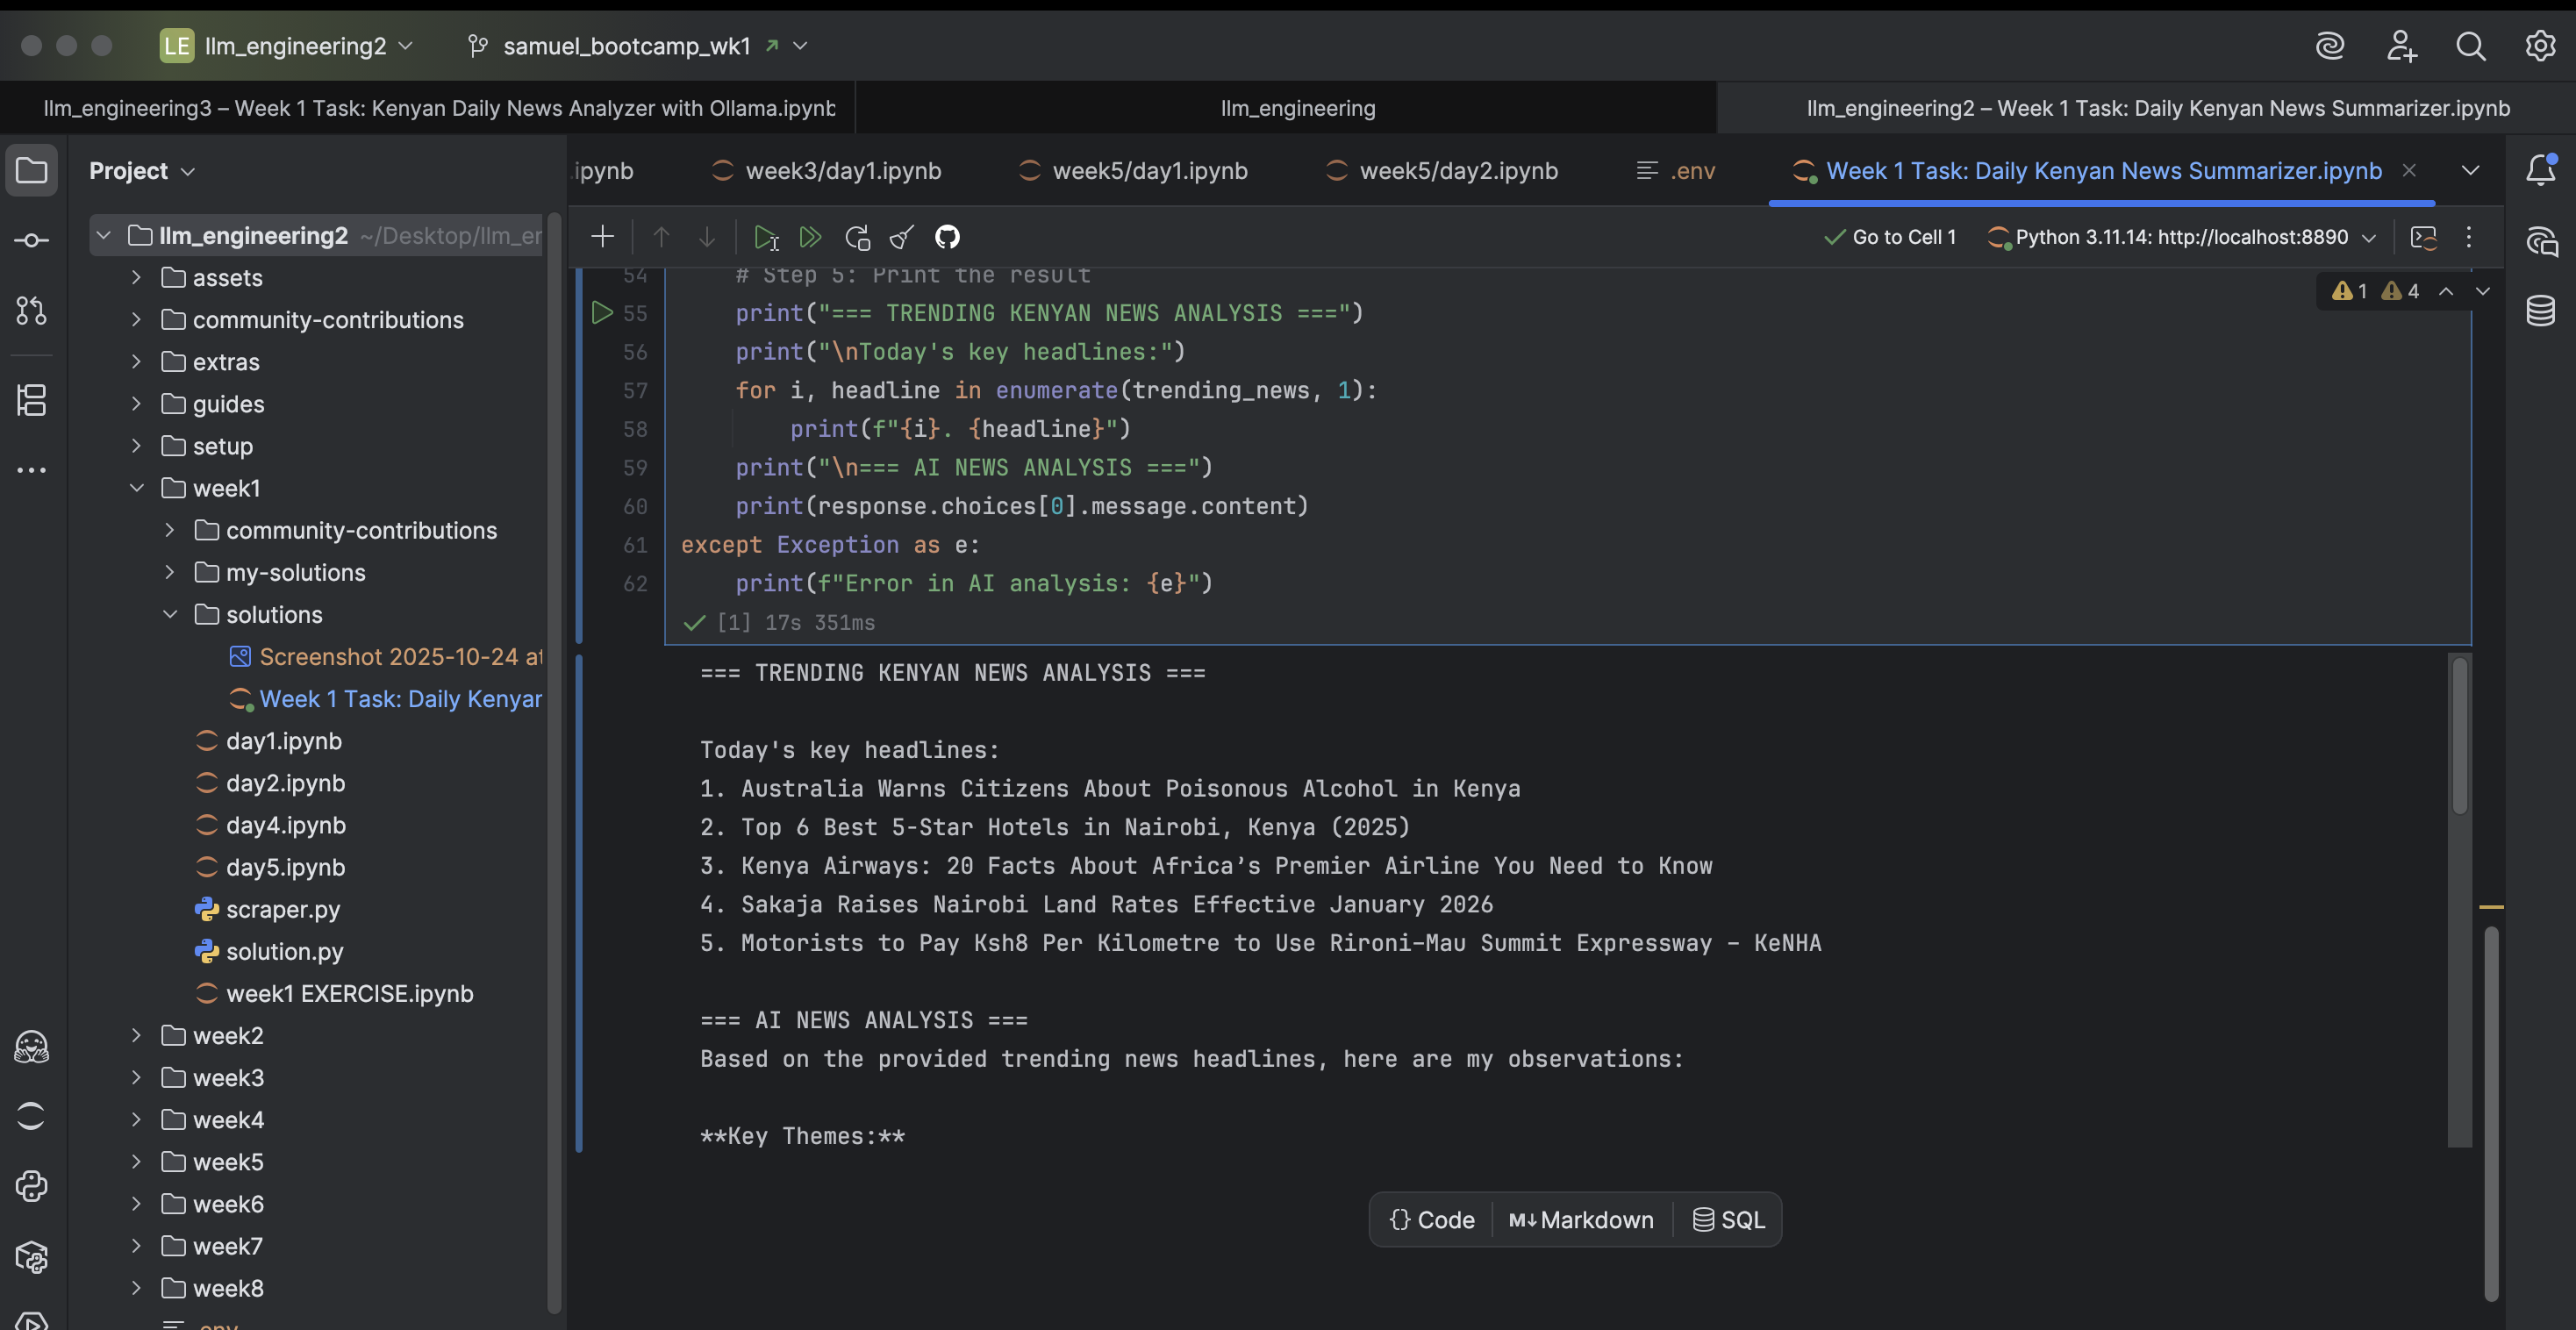 LE llm_engineering2 samuel_bootcamp_wk1
llm_engineering3 – Week 1 Task: Kenyan Daily News Analyzer with Ollama.ipynb
llm_engineering
llm_engineering2 – Week 1 Task: Daily Kenyan News Summarizer.ipynb
Project
.ipynb
week3/day1.ipynb
week5/day1.ipynb
week5/day2.ipynb
.env
Week 1 Task: Daily Kenyan News Summarizer.ipynb
Go to Cell 1
Python 3.11.14: http://localhost:8890
1 4
llm_engineering2 ~/Desktop/llm_er
assets
community-contributions
extras
guides
setup
week1
community-contributions
my-solutions
solutions
Screenshot 2025-10-24 at
Week 1 Task: Daily Kenyan
day1.ipynb
day2.ipynb
day4.ipynb
day5.ipynb
scraper.py
solution.py
week1 EXERCISE.ipynb
week2
week3
week4
week5
week6
week7
week8
.env
54 # Step 5: Print the result
55 print("=== TRENDING KENYAN NEWS ANALYSIS ===")
56 print("\nToday's key headlines:")
57 for i, headline in enumerate(trending_news, 1):
58 print(f"{i}. {headline}")
59 print("\n=== AI NEWS ANALYSIS ===")
60 print(response.choices[0].message.content)
61 except Exception as e:
62 print(f"Error in AI analysis: {e}")
[1] 17s 351ms
=== TRENDING KENYAN NEWS ANALYSIS ===
Today's key headlines:
1. Australia Warns Citizens About Poisonous Alcohol in Kenya
2. Top 6 Best 5-Star Hotels in Nairobi, Kenya (2025)
3. Kenya Airways: 20 Facts About Africa’s Premier Airline You Need to Know
4. Sakaja Raises Nairobi Land Rates Effective January 2026
5. Motorists to Pay Ksh8 Per Kilometre to Use Rironi-Mau Summit Expressway - KeNHA
=== AI NEWS ANALYSIS ===
Based on the provided trending news headlines, here are my observations:
**Key Themes:**
{} Code
M↓ Markdown
SQL